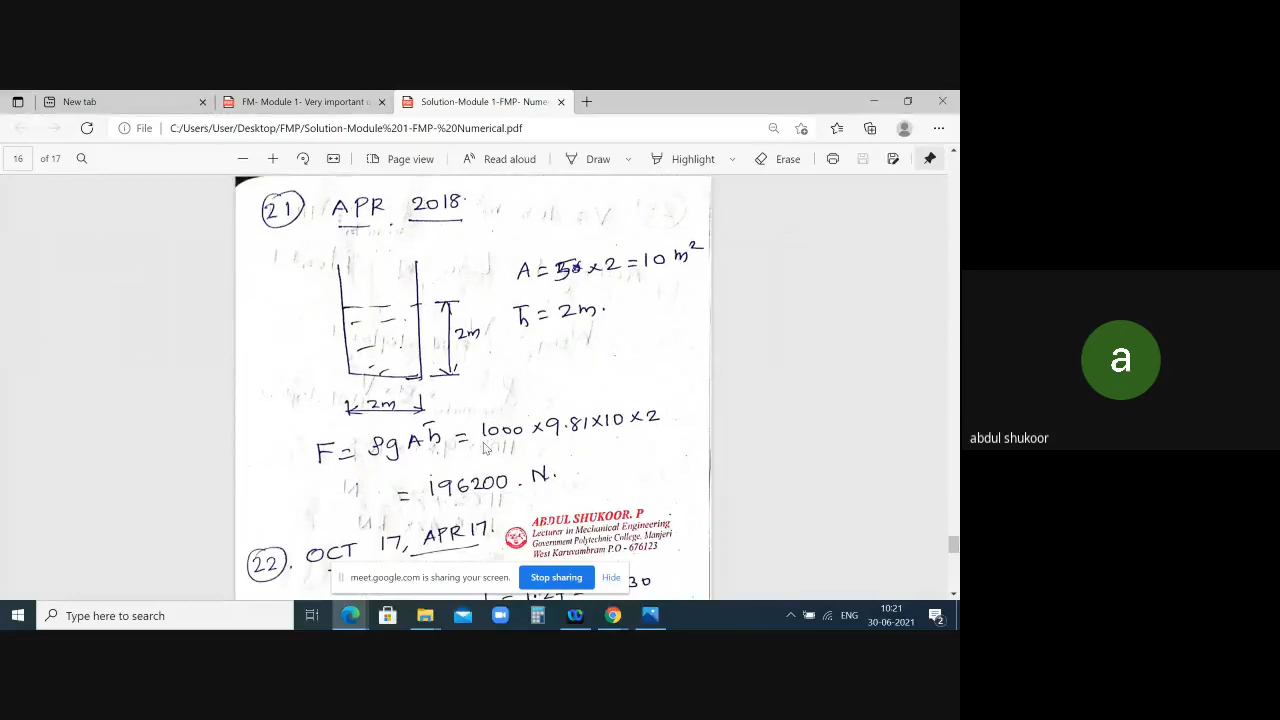 New tab
FM- Module 1- Very important
Solution-Module 1-FMP- Nume
File
C:/Users/User/Desktop/FMP/Solution-Module%201-FMP-%20Numerical.pdf
16 of 17
Page view
Read aloud
Draw
Highlight
Erase
21 APR. 2018.
A = 5 × 2 = 10 m²
h̄ = 2m.
2m
2m
F = ρg A h̄ = 1000 × 9.81 × 10 × 2
= 196200. N.
ABDUL SHUKOOR. P
Lecturer in Mechanical Engineering
Government Polytechnic College, Manjeri
West Karuvambram P.O - 676123
22. OCT 17, APR 17.
meet.google.com is sharing your screen.
Stop sharing
Hide
30
Type here to search
ENG
10:21
30-06-2021
2
a
abdul shukoor